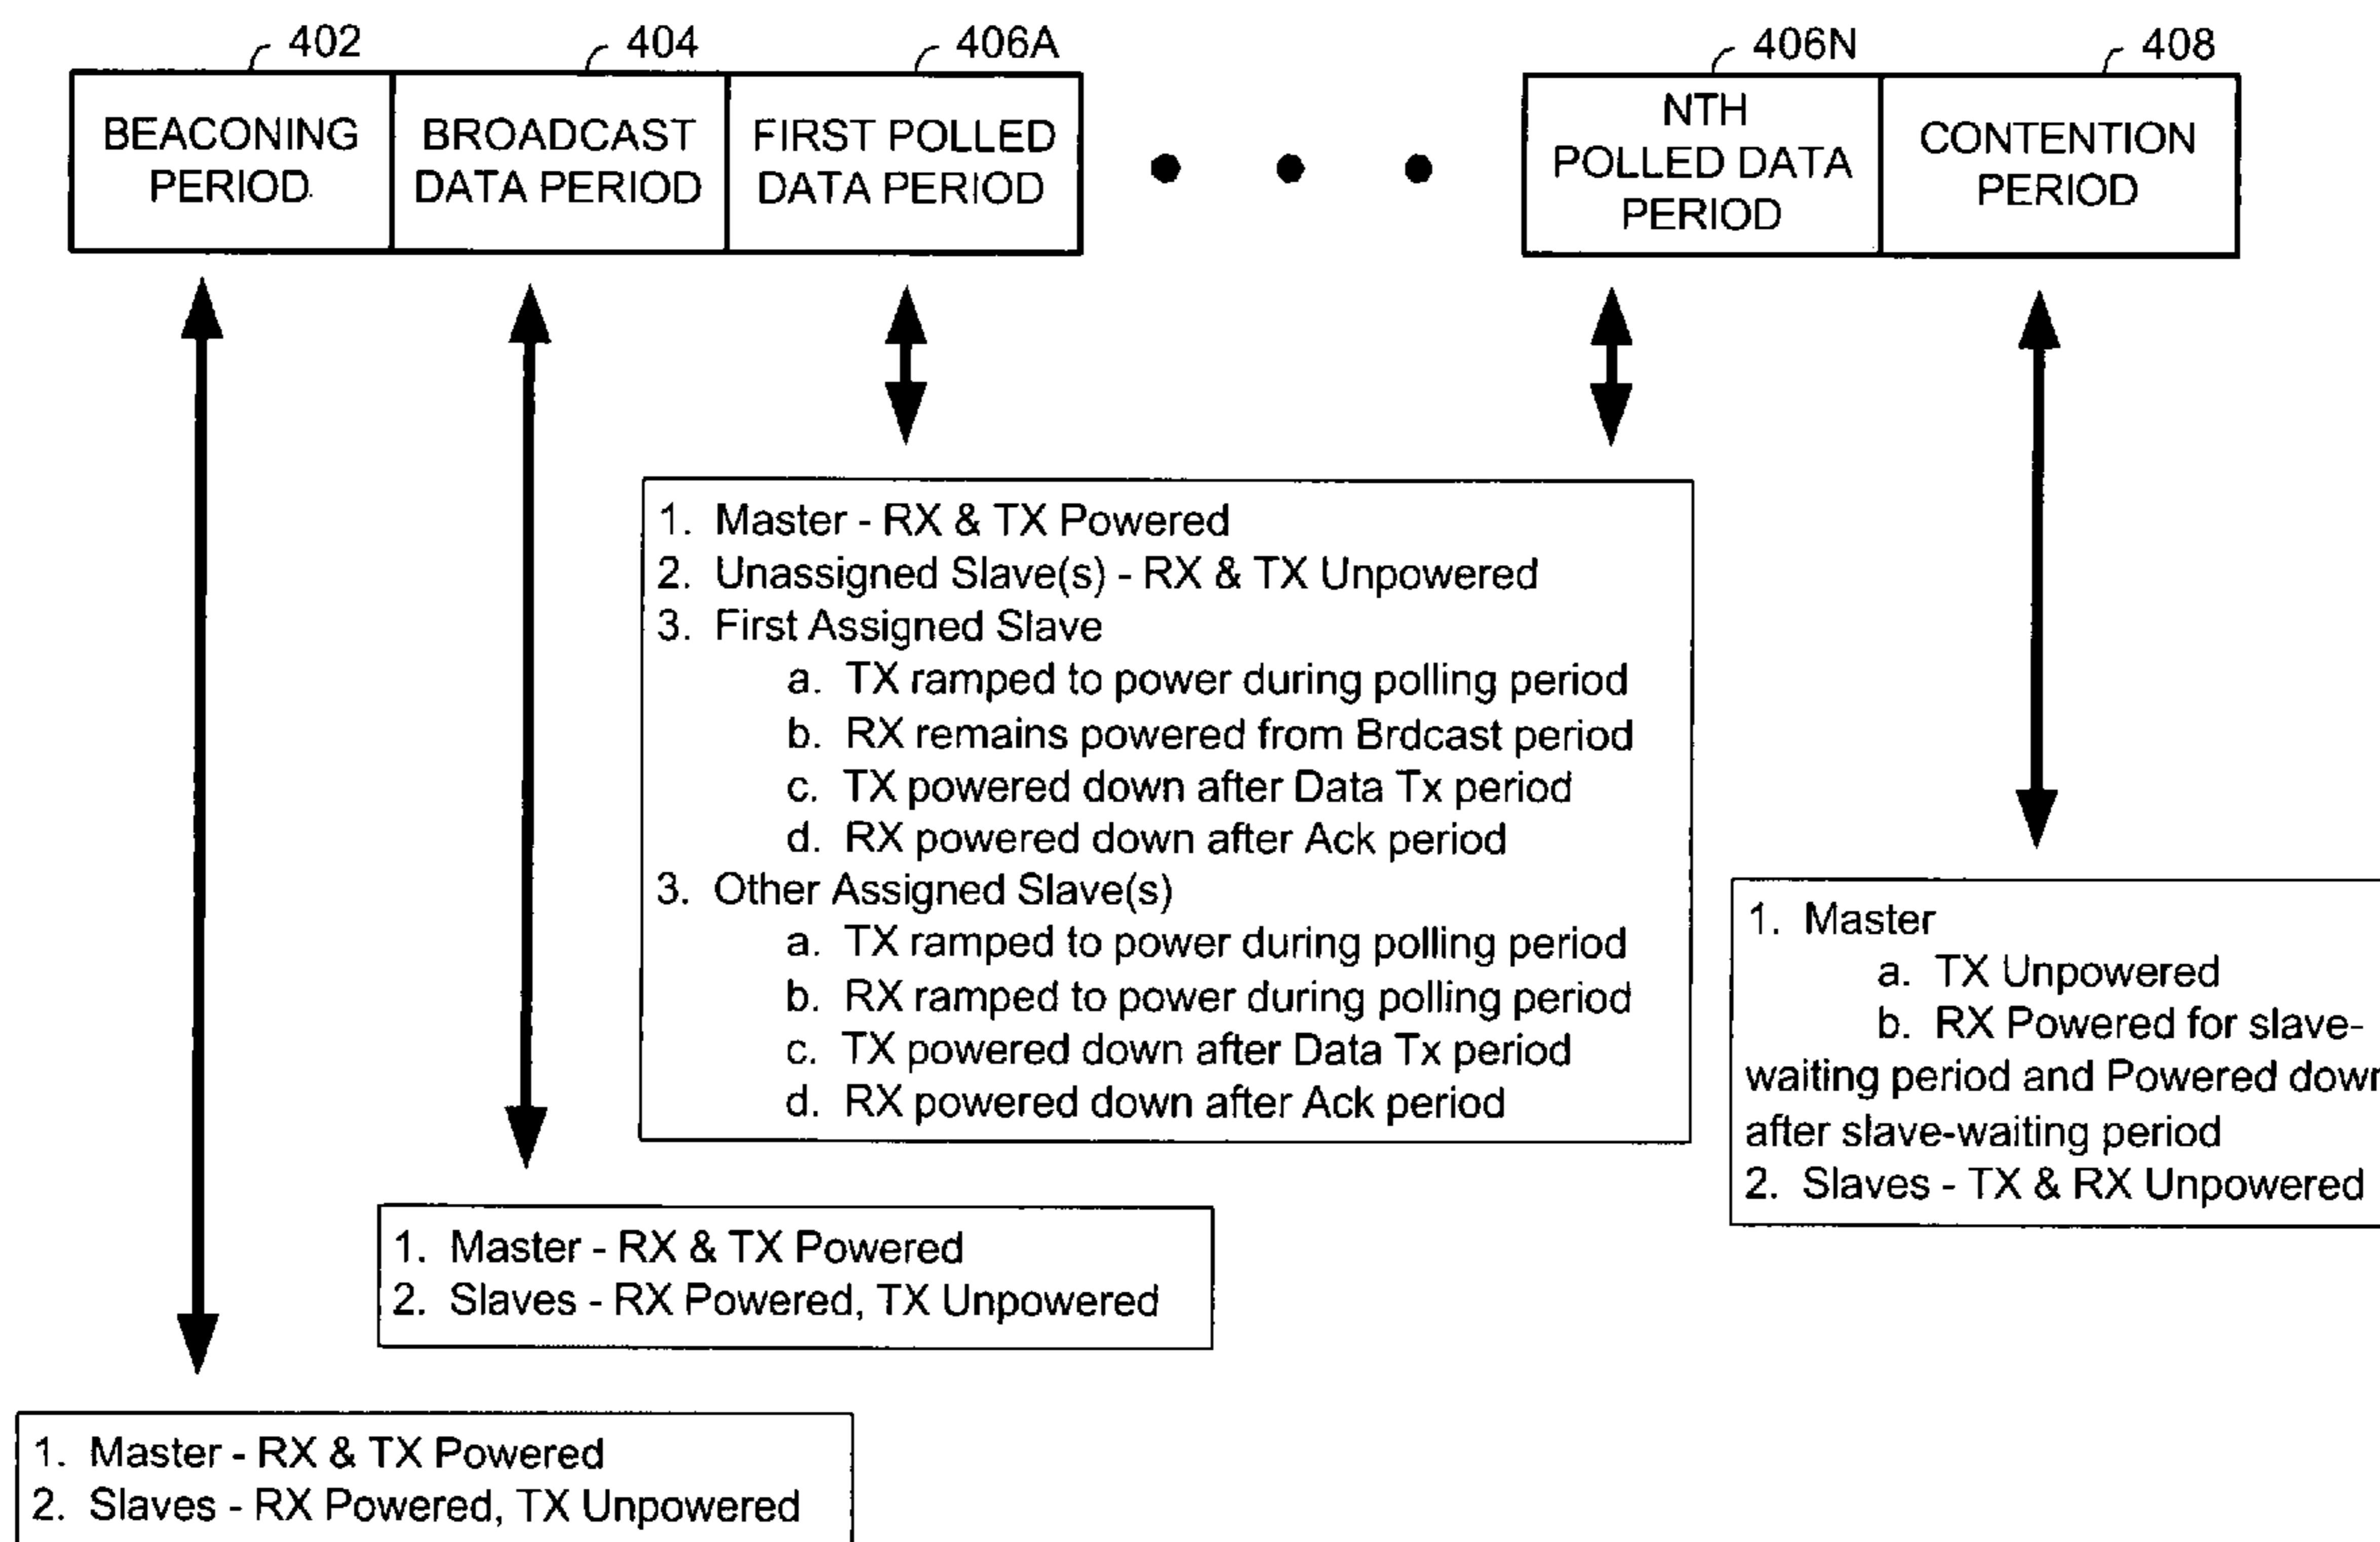 402
404
406A
406N
408
BEACONING
PERIOD
BROADCAST
DATA PERIOD
FIRST POLLED
DATA PERIOD
NTH
POLLED DATA
PERIOD
CONTENTION
PERIOD
1. Master - RX & TX Powered
2. Unassigned Slave(s) - RX & TX Unpowered
3. First Assigned Slave
a. TX ramped to power during polling period
b. RX remains powered from Brdcast period
c. TX powered down after Data Tx period
d. RX powered down after Ack period
3. Other Assigned Slave(s)
a. TX ramped to power during polling period
b. RX ramped to power during polling period
c. TX powered down after Data Tx period
d. RX powered down after Ack period
1. Master
a. TX Unpowered
b. RX Powered for slave-
waiting period and Powered down
after slave-waiting period
2. Slaves - TX & RX Unpowered
1. Master - RX & TX Powered
2. Slaves - RX Powered, TX Unpowered
1. Master - RX & TX Powered
2. Slaves - RX Powered, TX Unpowered